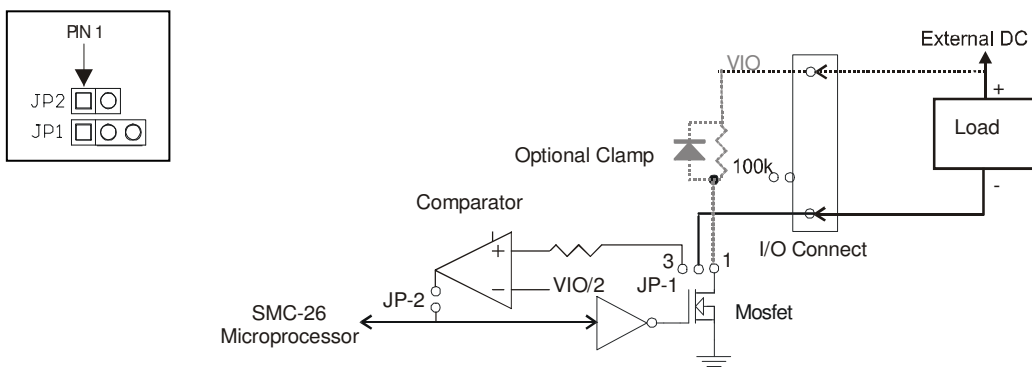 PIN 1
JP2
JP1
External DC
VIO
+
Load
-
Optional Clamp
100k
Comparator
I/O Connect
+
3
1
JP-1
−
VIO/2
JP-2
Mosfet
SMC-26
Microprocessor